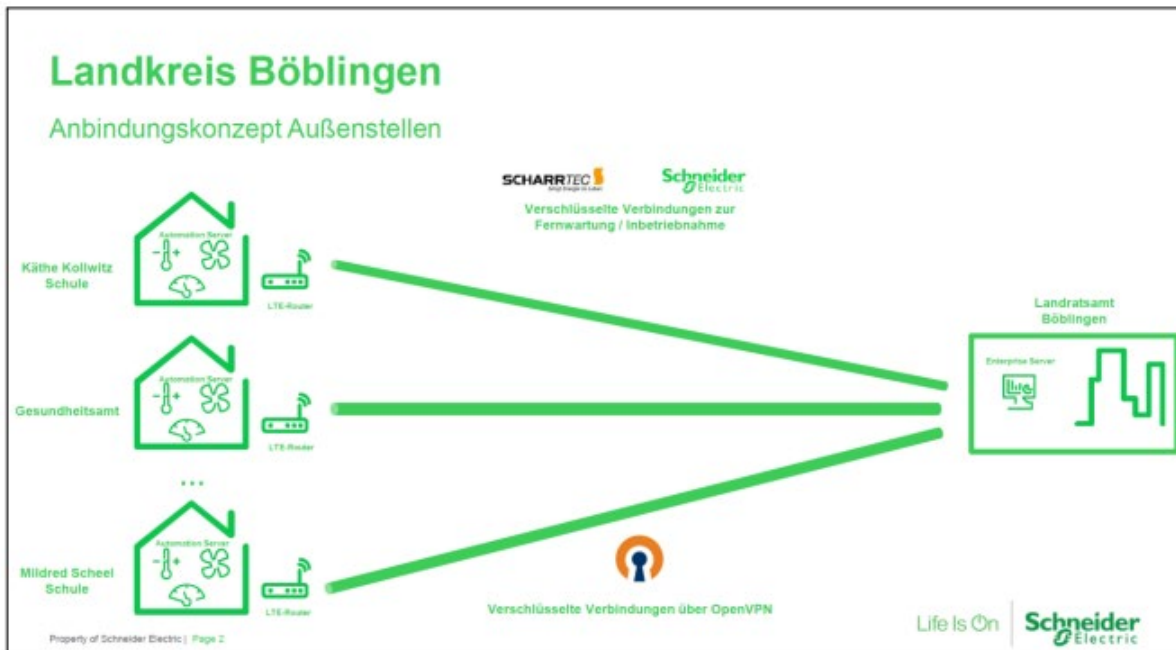 Landkreis Böblingen
Anbindungskonzept Außenstellen
SCHARRTEC
Schneider
Electric
Verschlüsselte Verbindungen zur
Fernwartung / Inbetriebnahme
Automation Server
Käthe Kollwitz
Schule
LTE-Router
Landratsamt
Böblingen
Enterprise Server
Automation Server
Gesundheitsamt
LTE-Router
...
Automation Server
Mildred Scheel
Schule
LTE-Router
Verschlüsselte Verbindungen über OpenVPN
Property of Schneider Electric | Page 2
Life Is On
Schneider
Electric